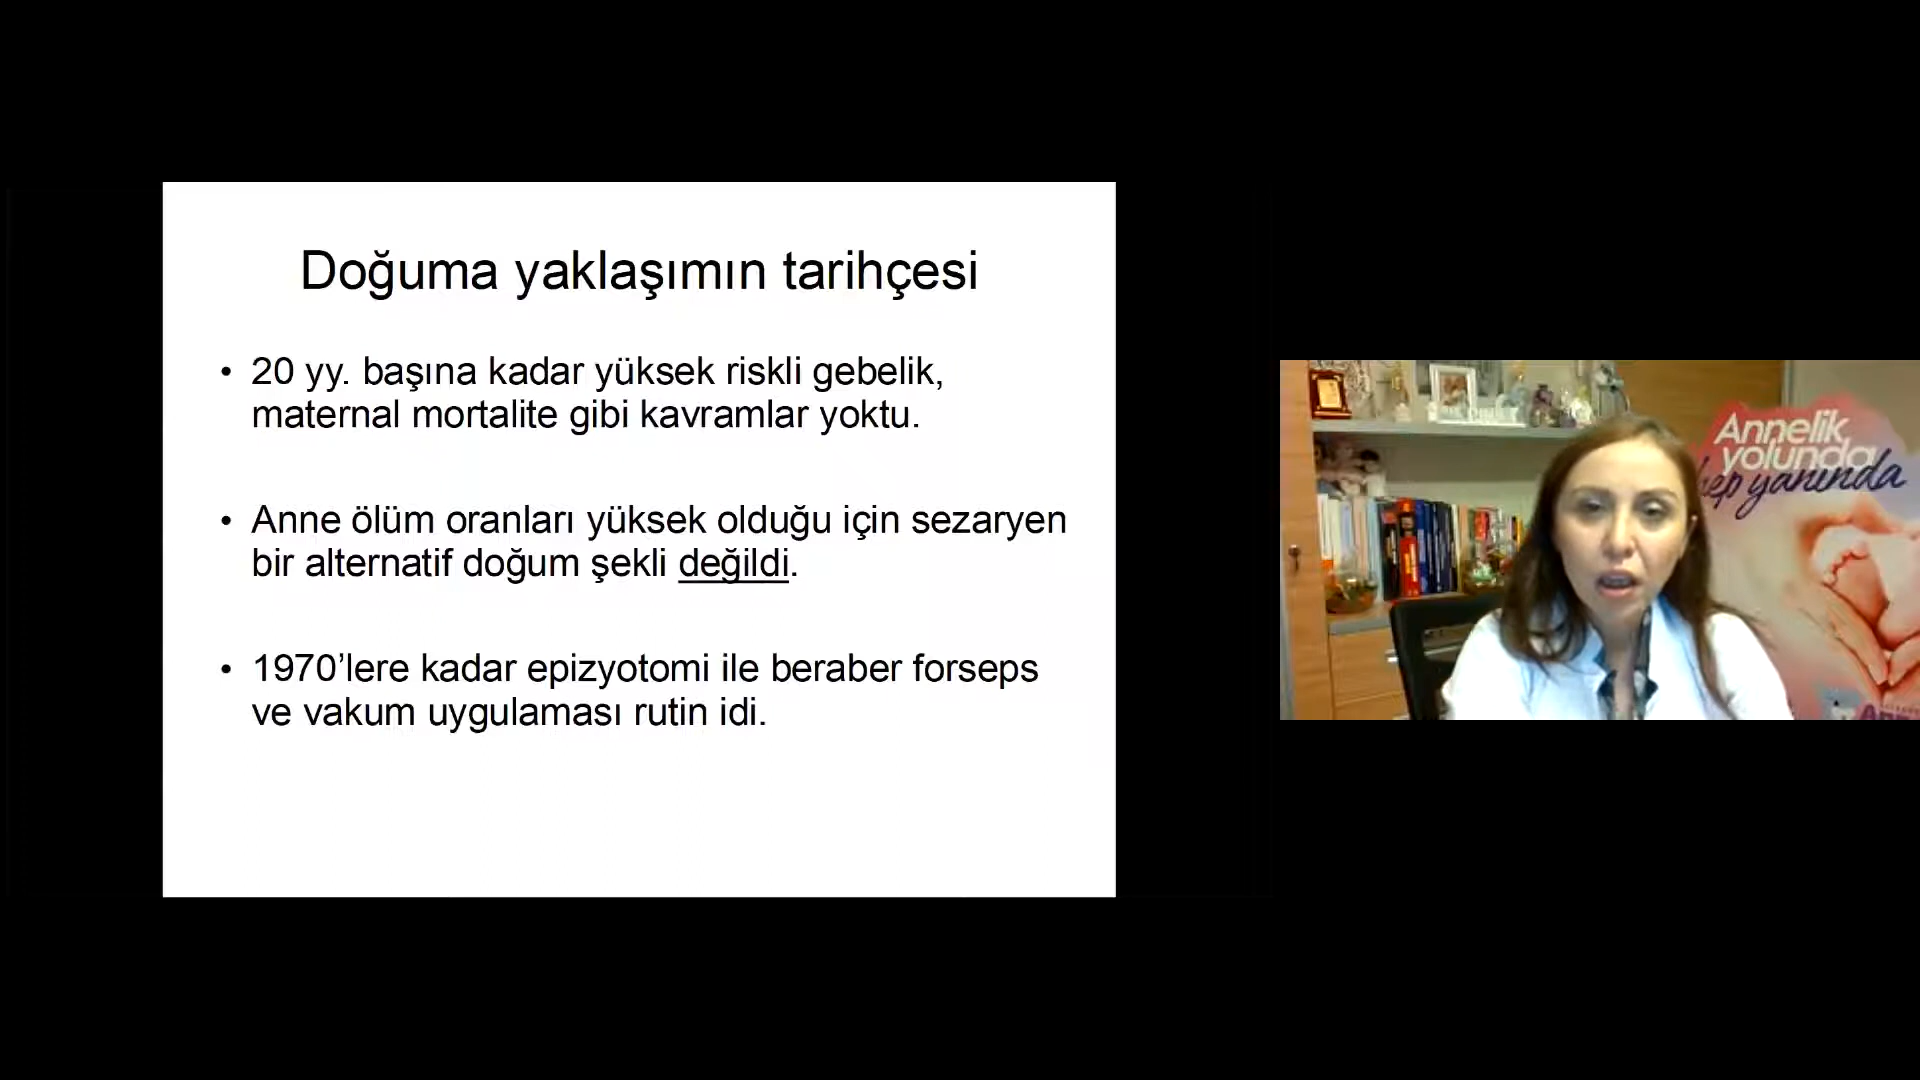 Doğuma yaklaşımın tarihçesi
• 20 yy. başına kadar yüksek riskli gebelik,
maternal mortalite gibi kavramlar yoktu.
• Anne ölüm oranları yüksek olduğu için sezaryen
bir alternatif doğum şekli değildi.
• 1970’lere kadar epizyotomi ile beraber forseps
ve vakum uygulaması rutin idi.
Annelik
yolunda
hep yanında